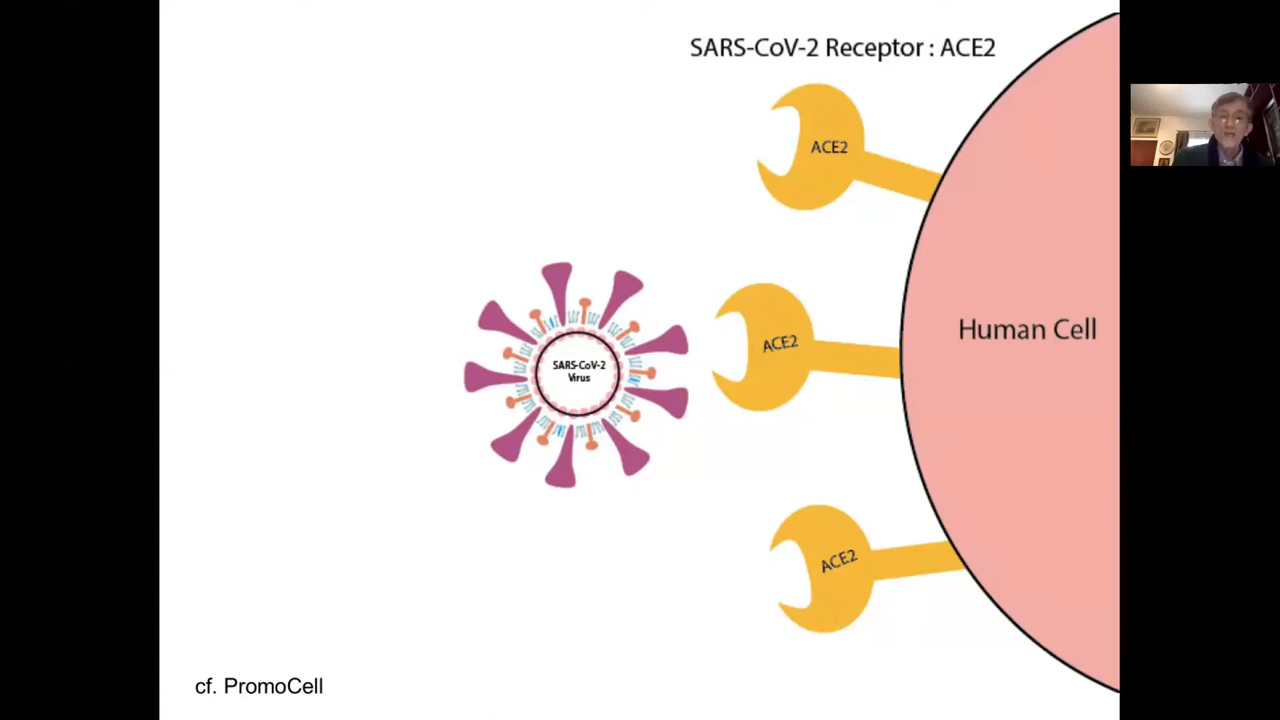 SARS-CoV-2 Receptor : ACE2
ACE2
ACE2
Human Cell
SARS-CoV-2
Virus
ACE2
cf. PromoCell